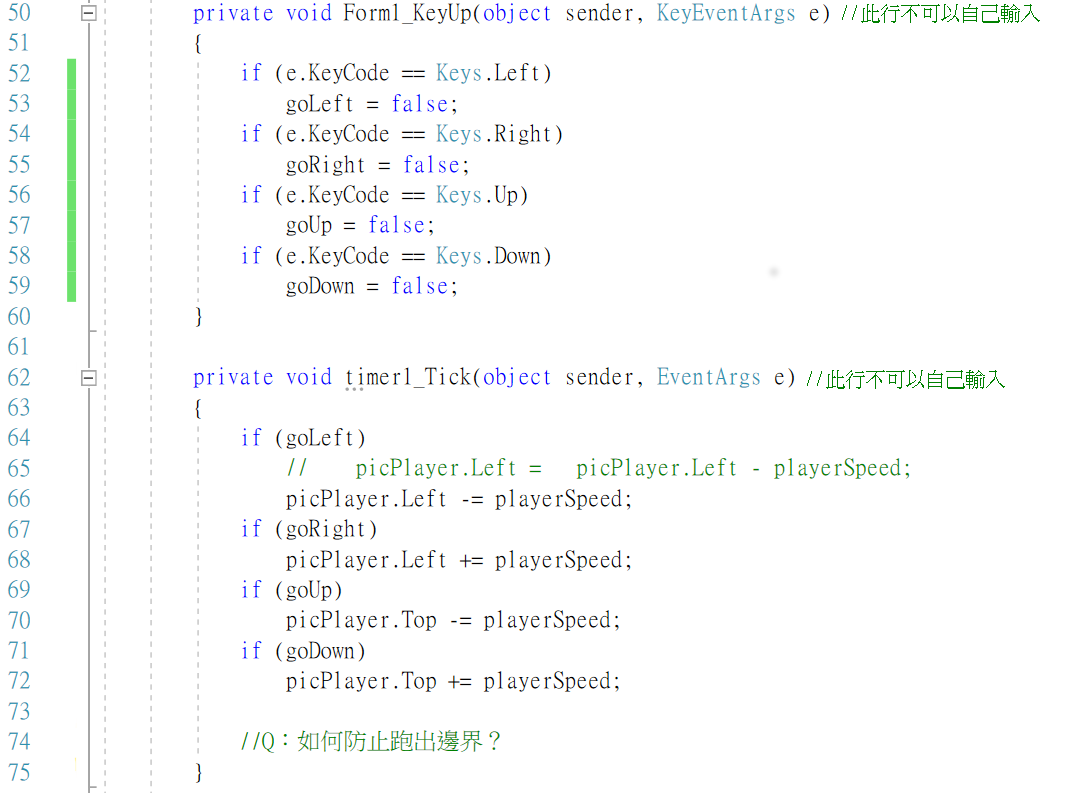 50 private void Form1_KeyUp(object sender, KeyEventArgs e) //此行不可以自己輸入
51 {
52 if (e.KeyCode == Keys.Left)
53 goLeft = false;
54 if (e.KeyCode == Keys.Right)
55 goRight = false;
56 if (e.KeyCode == Keys.Up)
57 goUp = false;
58 if (e.KeyCode == Keys.Down)
59 goDown = false;
60 }
61
62 private void timer1_Tick(object sender, EventArgs e) //此行不可以自己輸入
63 {
64 if (goLeft)
65 // picPlayer.Left = picPlayer.Left - playerSpeed;
66 picPlayer.Left -= playerSpeed;
67 if (goRight)
68 picPlayer.Left += playerSpeed;
69 if (goUp)
70 picPlayer.Top -= playerSpeed;
71 if (goDown)
72 picPlayer.Top += playerSpeed;
73
74 //Q：如何防止跑出邊界？
75 }